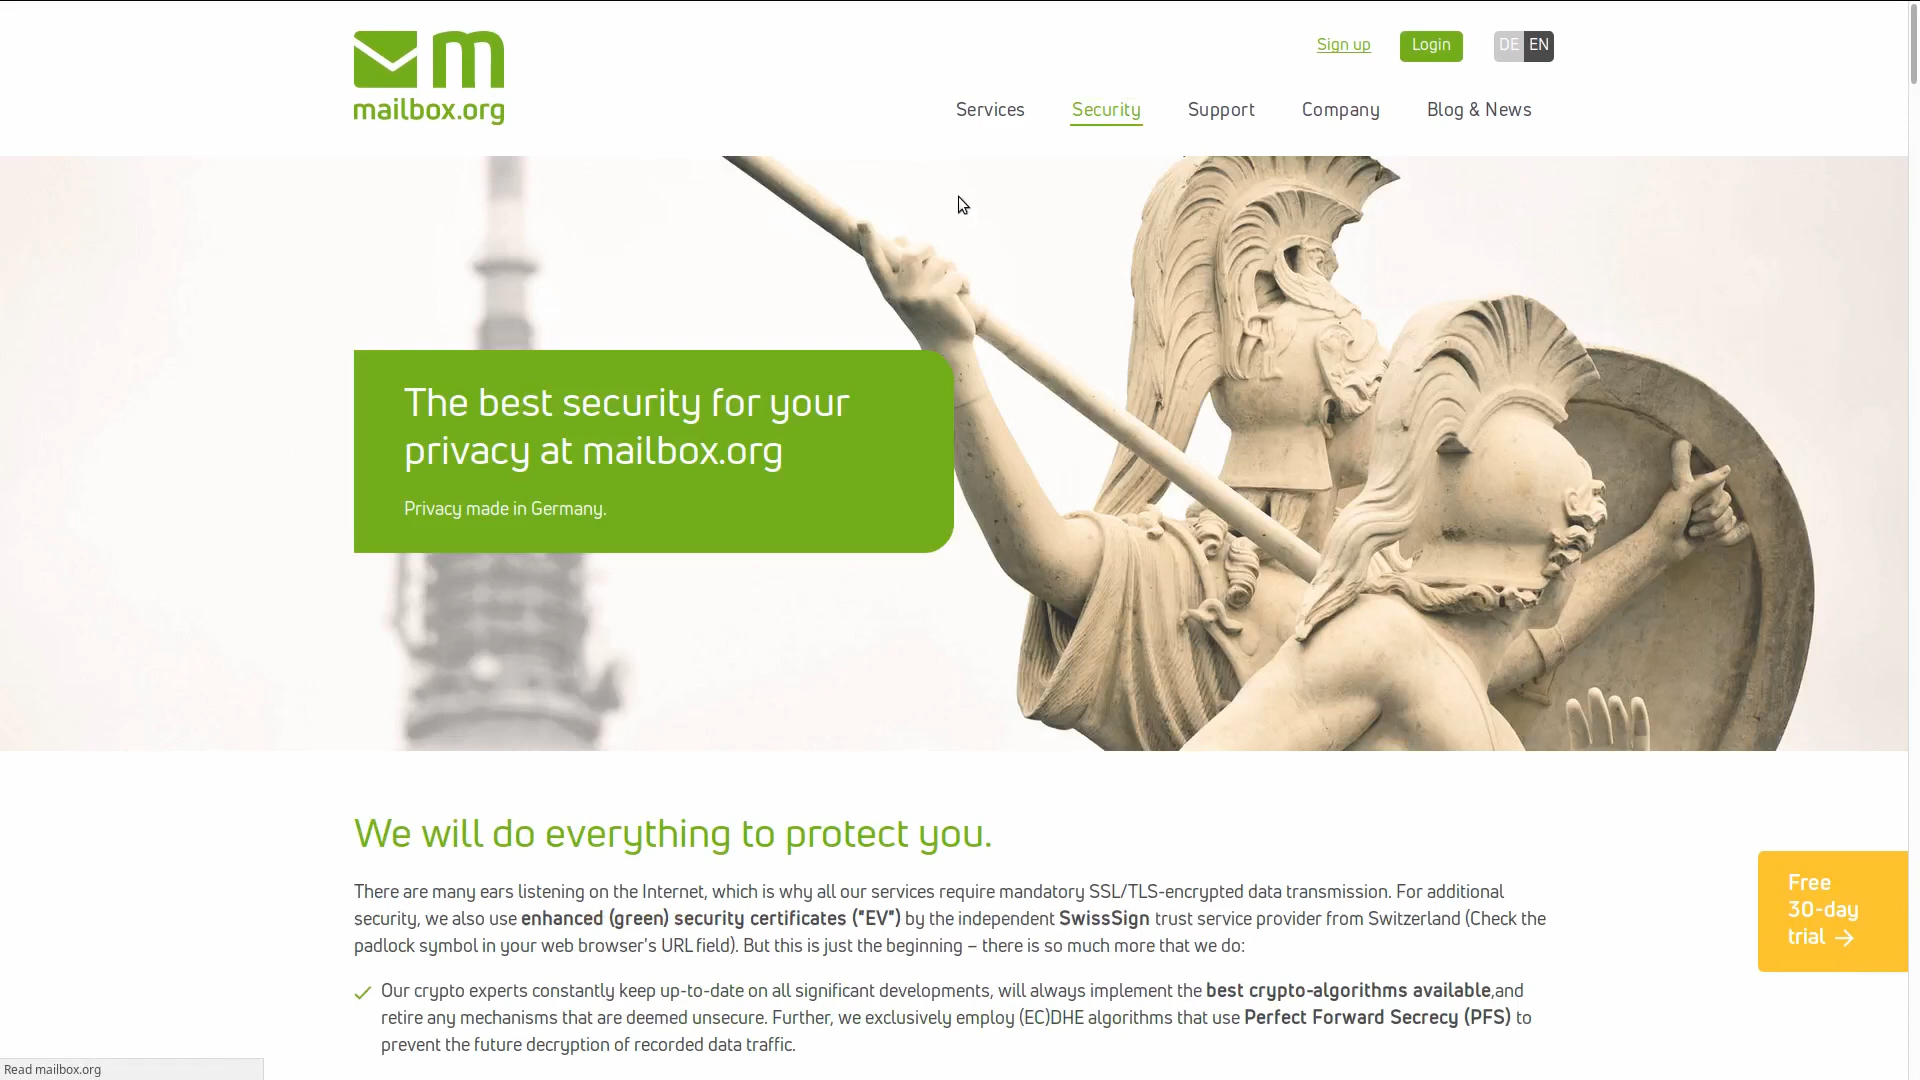 Sign up
Login
DE EN
m
mailbox.org
Services
Security
Support
Company
Blog & News
The best security for your
privacy at mailbox.org
Privacy made in Germany.
We will do everything to protect you.
There are many ears listening on the Internet, which is why all our services require mandatory SSL/TLS-encrypted data transmission. For additional
security, we also use enhanced (green) security certificates ("EV") by the independent SwissSign trust service provider from Switzerland (Check the
padlock symbol in your web browser's URL field). But this is just the beginning – there is so much more that we do:
Our crypto experts constantly keep up-to-date on all significant developments, will always implement the best crypto-algorithms available,and
retire any mechanisms that are deemed unsecure. Further, we exclusively employ (EC)DHE algorithms that use Perfect Forward Secrecy (PFS) to
prevent the future decryption of recorded data traffic.
Free
30-day
trial →
Read mailbox.org